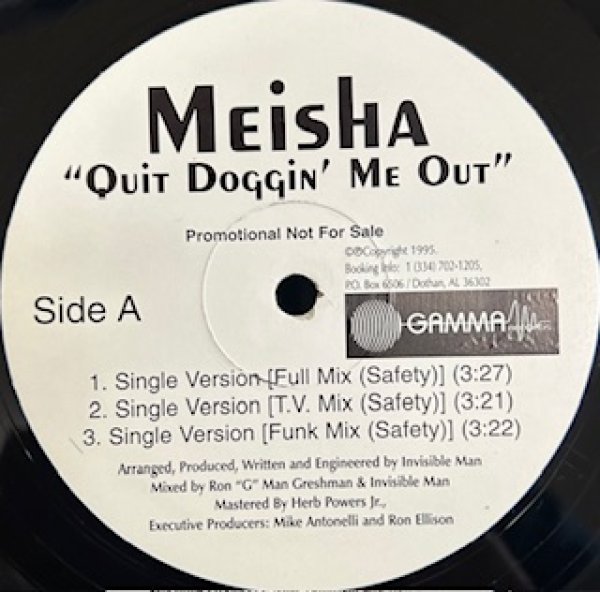 MEISHA
“QUIT DOGGIN’ ME OUT”
Promotional Not For Sale
©℗Copyright 1995.
Booking Info: 1 (334) 702-1205,
P.O. Box 6506 / Dothan, AL 36302
Side A
GAMMA
1. Single Version [Full Mix (Safety)] (3:27)
2. Single Version [T.V. Mix (Safety)] (3:21)
3. Single Version [Funk Mix (Safety)] (3:22)
Arranged, Produced, Written and Engineered by Invisible Man
Mixed by Ron "G" Man Greshman & Invisible Man
Mastered By Herb Powers Jr.,
Executive Producers: Mike Antonelli and Ron Ellison